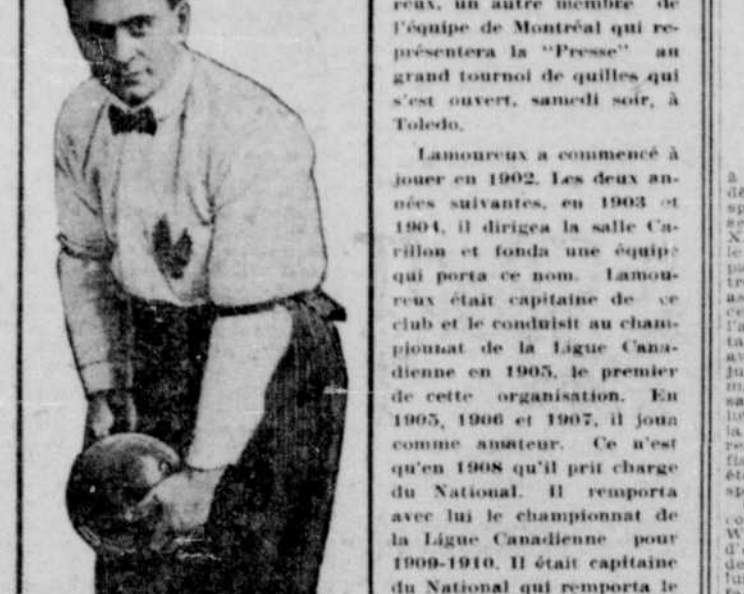 reux, un autre membre de
l'équipe de Montréal qui re-
présentera la "Presse" au
grand tournoi de quilles qui
s'est ouvert, samedi soir, à
Toledo.
Lamoureux a commencé à
jouer en 1902. Les deux an-
nées suivantes, en 1903 et
1904, il dirigea la salle Ca-
rillon et fonda une équipe
qui porta ce nom. Lamou-
reux était capitaine de ce
club et le conduisit au cham-
pionnat de la Ligue Cana-
dienne en 1905, le premier
de cette organisation. En
1905, 1906 et 1907, il joua
comme amateur. Ce n'est
qu'en 1908 qu'il prit charge
du National. Il remporta
avec lui le championnat de
la Ligue Canadienne pour
1909-1910. Il était capitaine
du National qui remporta le